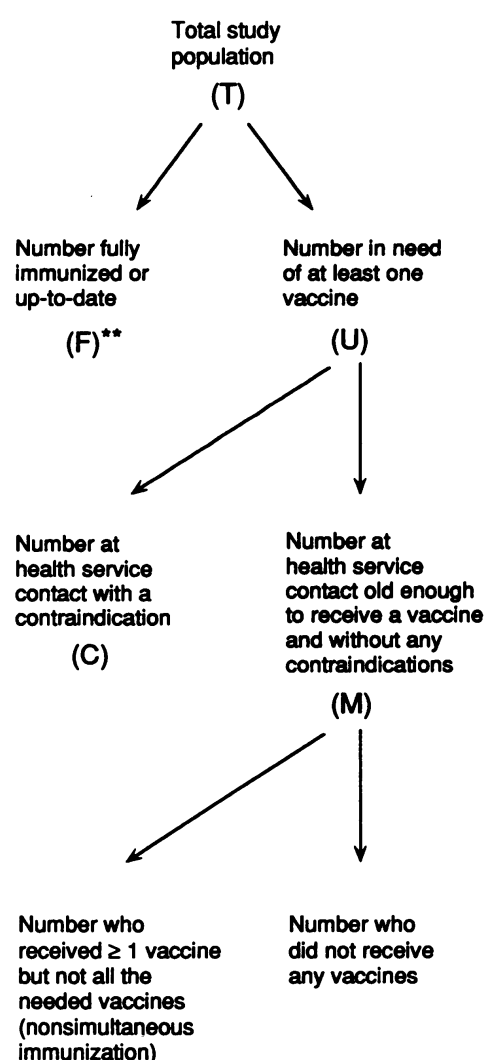 Total study
population
(T)
Number fully
immunized or
up-to-date
(F)**
Number in need
of at least one
vaccine
(U)
Number at
health service
contact with a
contraindication
(C)
Number at
health service
contact old enough
to receive a vaccine
and without any
contraindications
(M)
Number who
received ≥ 1 vaccine
but not all the
needed vaccines
(nonsimultaneous
immunization)
Number who
did not receive
any vaccines